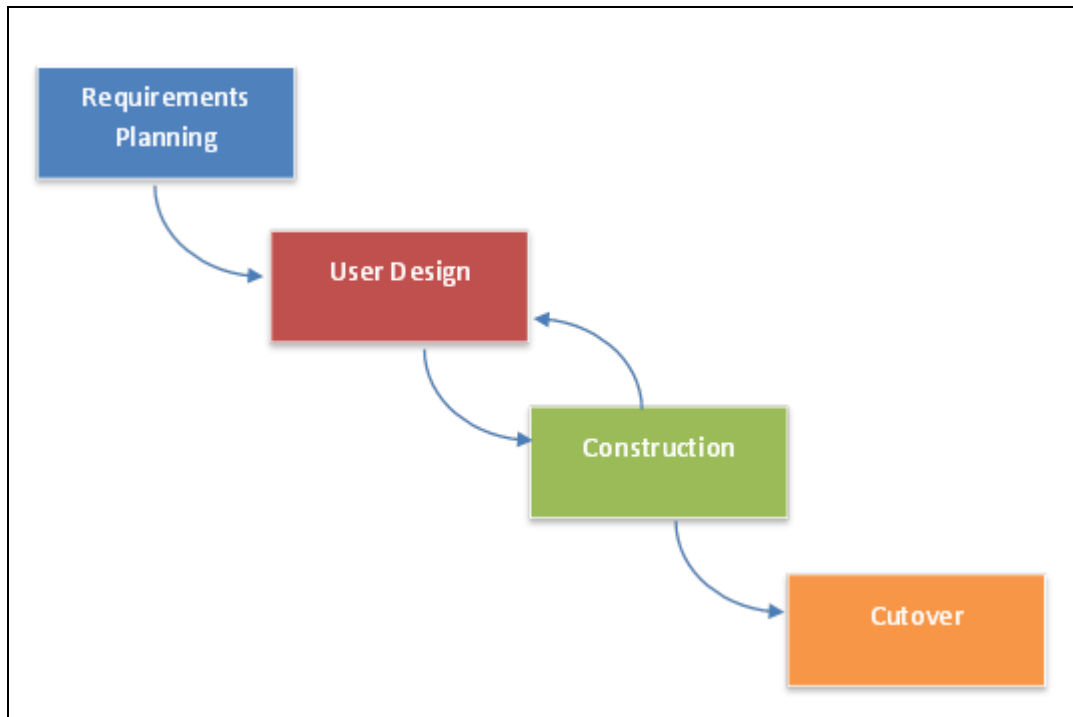 Requirements
Planning
User Design
Construction
Cutover